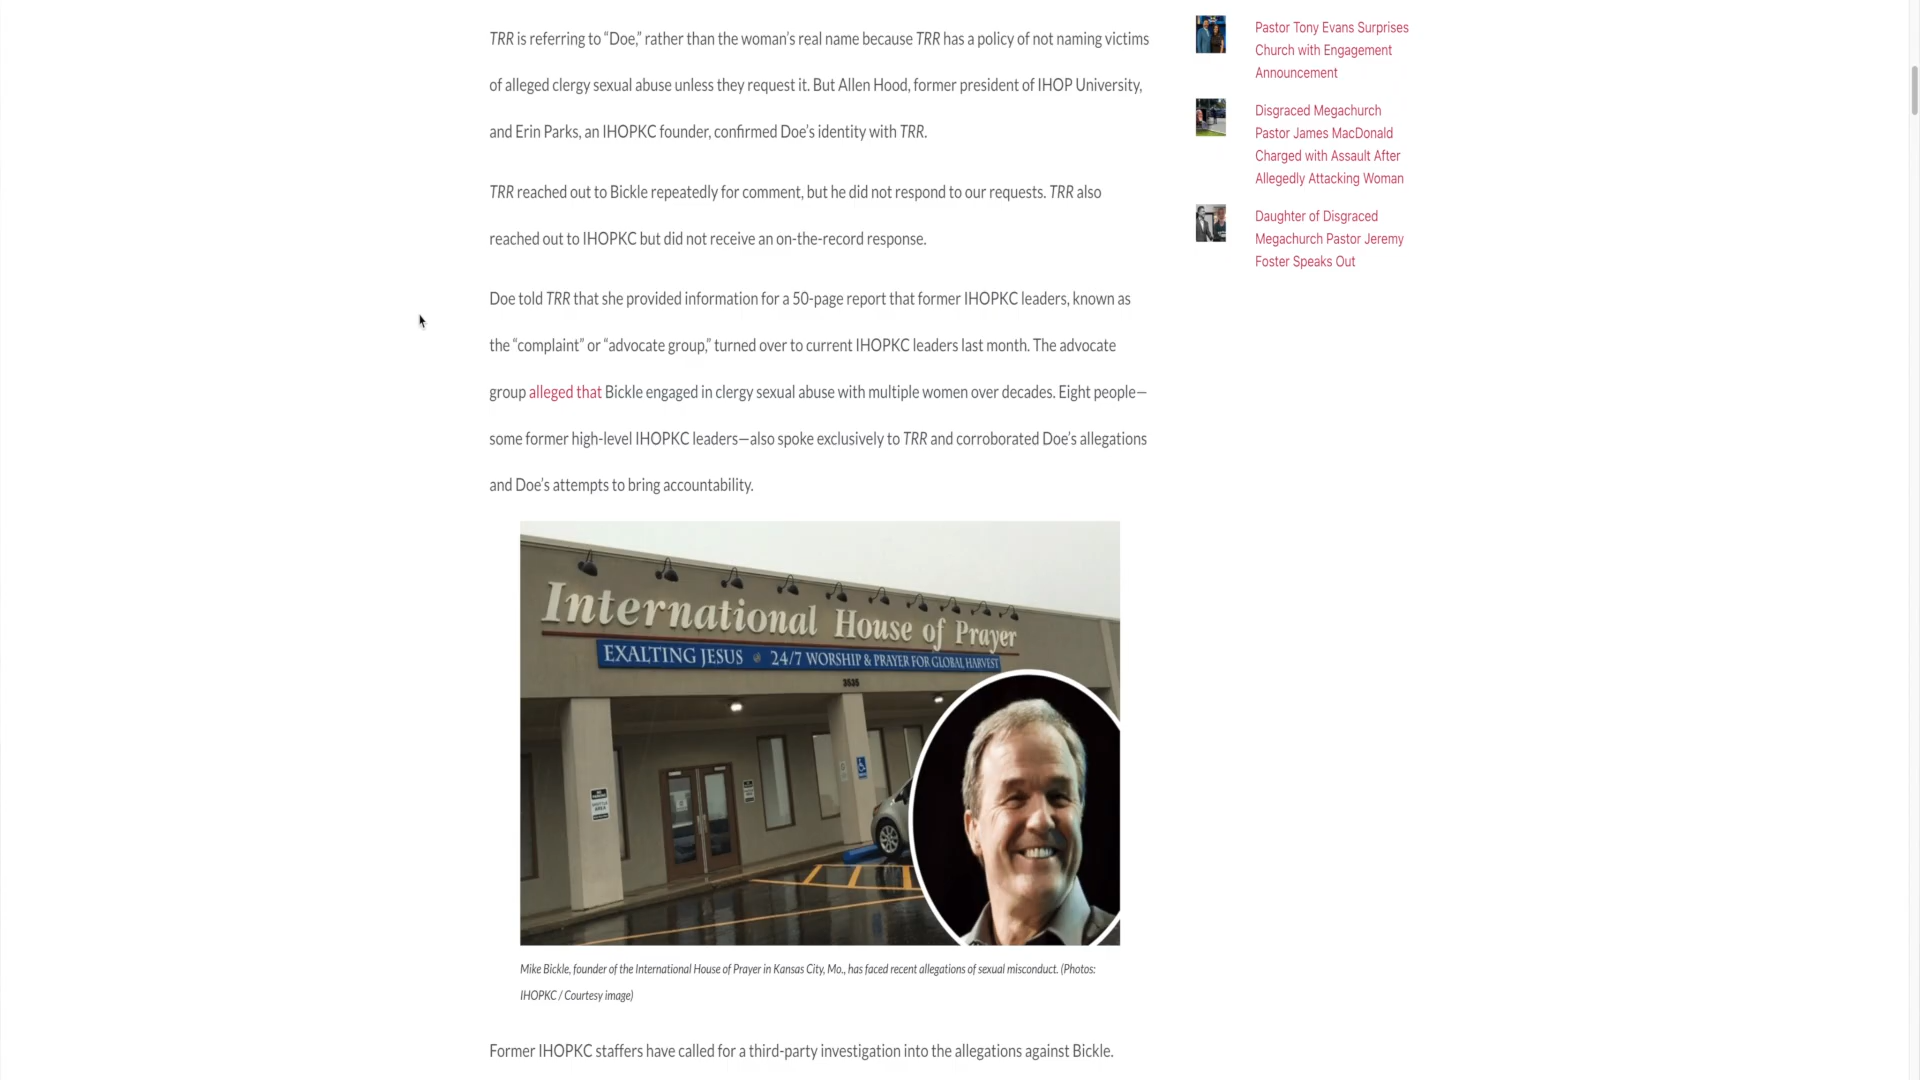 TRR is referring to “Doe,” rather than the woman’s real name because TRR has a policy of not naming victims
of alleged clergy sexual abuse unless they request it. But Allen Hood, former president of IHOP University,
and Erin Parks, an IHOPKC founder, confirmed Doe’s identity with TRR.
TRR reached out to Bickle repeatedly for comment, but he did not respond to our requests. TRR also
reached out to IHOPKC but did not receive an on-the-record response.
Doe told TRR that she provided information for a 50-page report that former IHOPKC leaders, known as
the “complaint” or “advocate group,” turned over to current IHOPKC leaders last month. The advocate
group alleged that Bickle engaged in clergy sexual abuse with multiple women over decades. Eight people—
some former high-level IHOPKC leaders—also spoke exclusively to TRR and corroborated Doe’s allegations
and Doe’s attempts to bring accountability.
International House of Prayer
EXALTING JESUS 24/7 WORSHIP & PRAYER FOR GLOBAL HARVEST
3535
Mike Bickle, founder of the International House of Prayer in Kansas City, Mo., has faced recent allegations of sexual misconduct. (Photos:
IHOPKC / Courtesy image)
Former IHOPKC staffers have called for a third-party investigation into the allegations against Bickle.
Pastor Tony Evans Surprises
Church with Engagement
Announcement
Disgraced Megachurch
Pastor James MacDonald
Charged with Assault After
Allegedly Attacking Woman
Daughter of Disgraced
Megachurch Pastor Jeremy
Foster Speaks Out